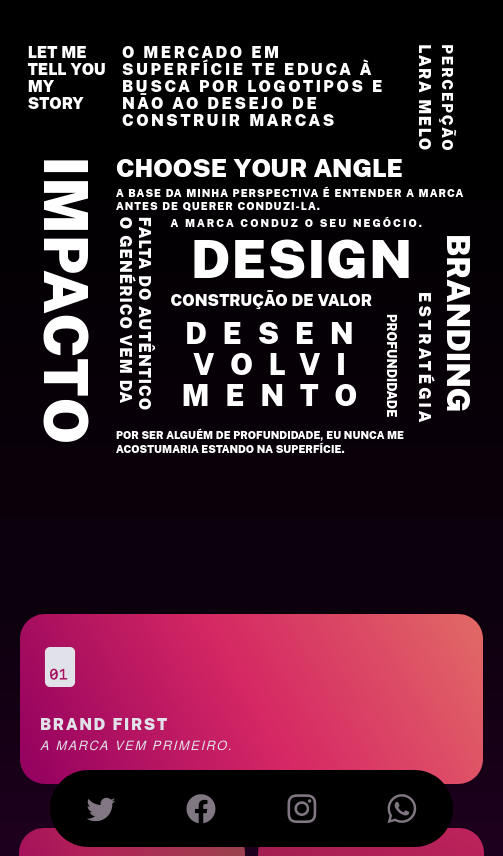 LET ME
TELL YOU
MY
STORY
O MERCADO EM
SUPERFÍCIE TE EDUCA À
BUSCA POR LOGOTIPOS E
NÃO AO DESEJO DE
CONSTRUIR MARCAS
PERCEPÇÃO
LARA MELO
IMPACTO
CHOOSE YOUR ANGLE
A BASE DA MINHA PERSPECTIVA É ENTENDER A MARCA
ANTES DE QUERER CONDUZI-LA.
FALTA DO AUTÊNTICO
O GENÉRICO VEM DA
A MARCA CONDUZ O SEU NEGÓCIO.
DESIGN
CONSTRUÇÃO DE VALOR
DESEN
VOLVI
MENTO
PROFUNDIDADE
BRANDING
ESTRATÉGIA
POR SER ALGUÉM DE PROFUNDIDADE, EU NUNCA ME
ACOSTUMARIA ESTANDO NA SUPERFÍCIE.
01
BRAND FIRST
A MARCA VEM PRIMEIRO.